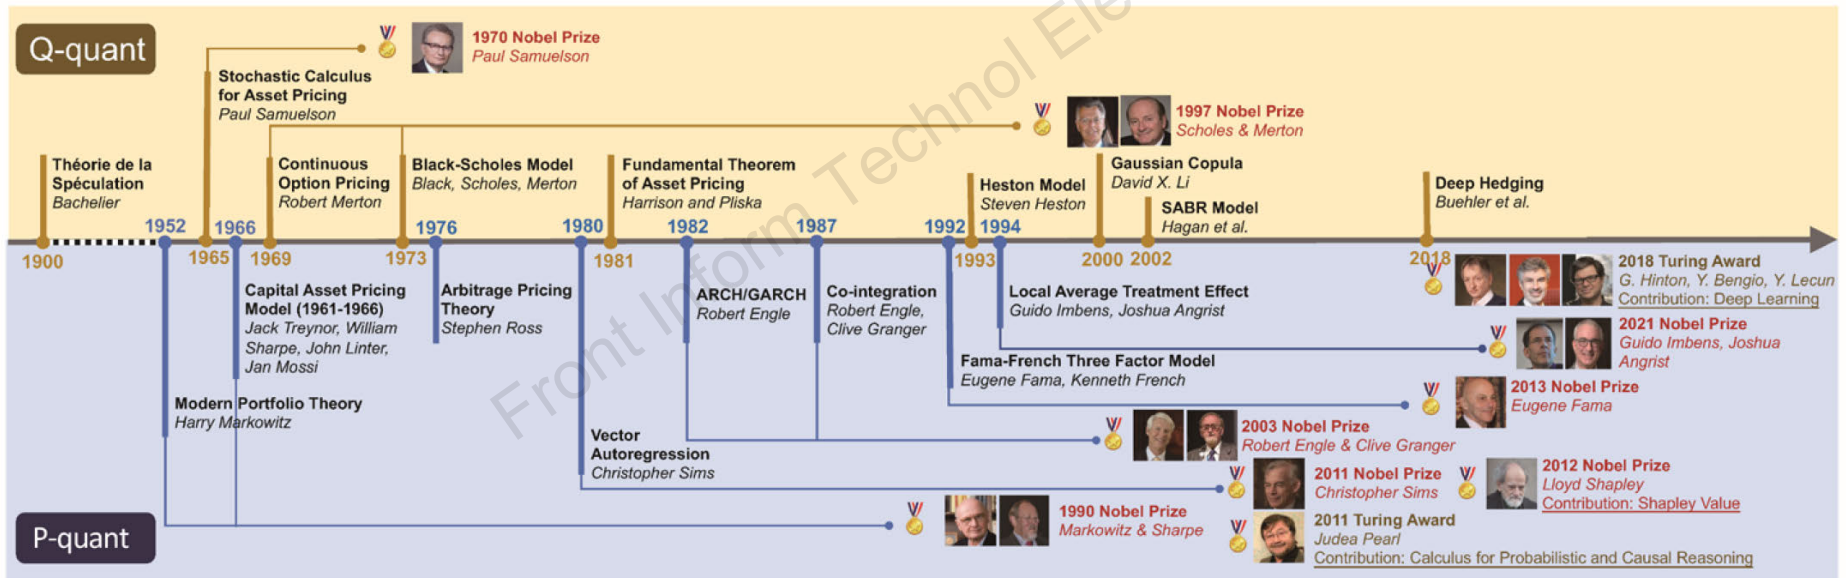 Q-quant
1970 Nobel Prize
Paul Samuelson
Stochastic Calculus
for Asset Pricing
Paul Samuelson
1997 Nobel Prize
Scholes & Merton
Théorie de la
Spéculation
Bachelier
Continuous
Option Pricing
Robert Merton
Black-Scholes Model
Black, Scholes, Merton
Fundamental Theorem
of Asset Pricing
Harrison and Pliska
Heston Model
Steven Heston
Gaussian Copula
David X. Li
SABR Model
Hagan et al.
Deep Hedging
Buehler et al.
1952
1966
1976
1980
1982
1987
1992
1994
1900
1965
1969
1973
1981
1993
2000
2002
2018
Capital Asset Pricing
Model (1961-1966)
Jack Treynor, William
Sharpe, John Linter,
Jan Mossi
Arbitrage Pricing
Theory
Stephen Ross
ARCH/GARCH
Robert Engle
Co-integration
Robert Engle,
Clive Granger
Local Average Treatment Effect
Guido Imbens, Joshua Angrist
2018 Turing Award
G. Hinton, Y. Bengio, Y. Lecun
Contribution: Deep Learning
2021 Nobel Prize
Guido Imbens, Joshua
Angrist
Fama-French Three Factor Model
Eugene Fama, Kenneth French
2013 Nobel Prize
Eugene Fama
Modern Portfolio Theory
Harry Markowitz
Vector
Autoregression
Christopher Sims
2003 Nobel Prize
Robert Engle & Clive Granger
2011 Nobel Prize
Christopher Sims
2012 Nobel Prize
Lloyd Shapley
Contribution: Shapley Value
1990 Nobel Prize
Markowitz & Sharpe
2011 Turing Award
Judea Pearl
Contribution: Calculus for Probabilistic and Causal Reasoning
P-quant
Front Inform Technol Ele